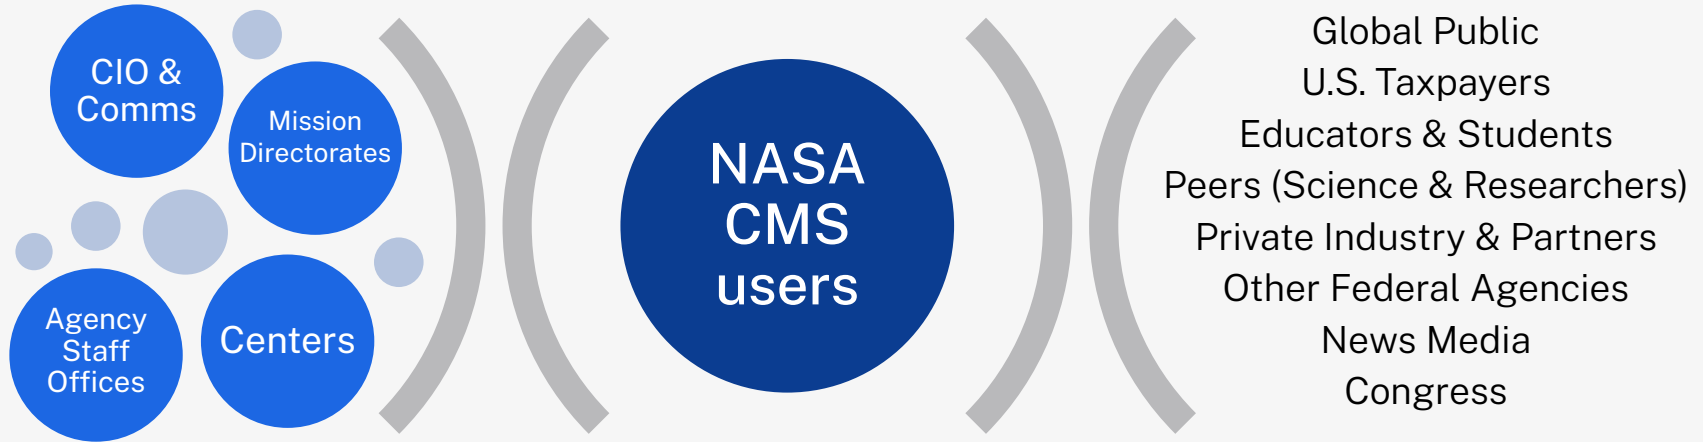 CIO &
Comms
Mission
Directorates
Agency
Staff
Offices
Centers
NASA
CMS
users
Global Public
U.S. Taxpayers
Educators & Students
Peers (Science & Researchers)
Private Industry & Partners
Other Federal Agencies
News Media
Congress